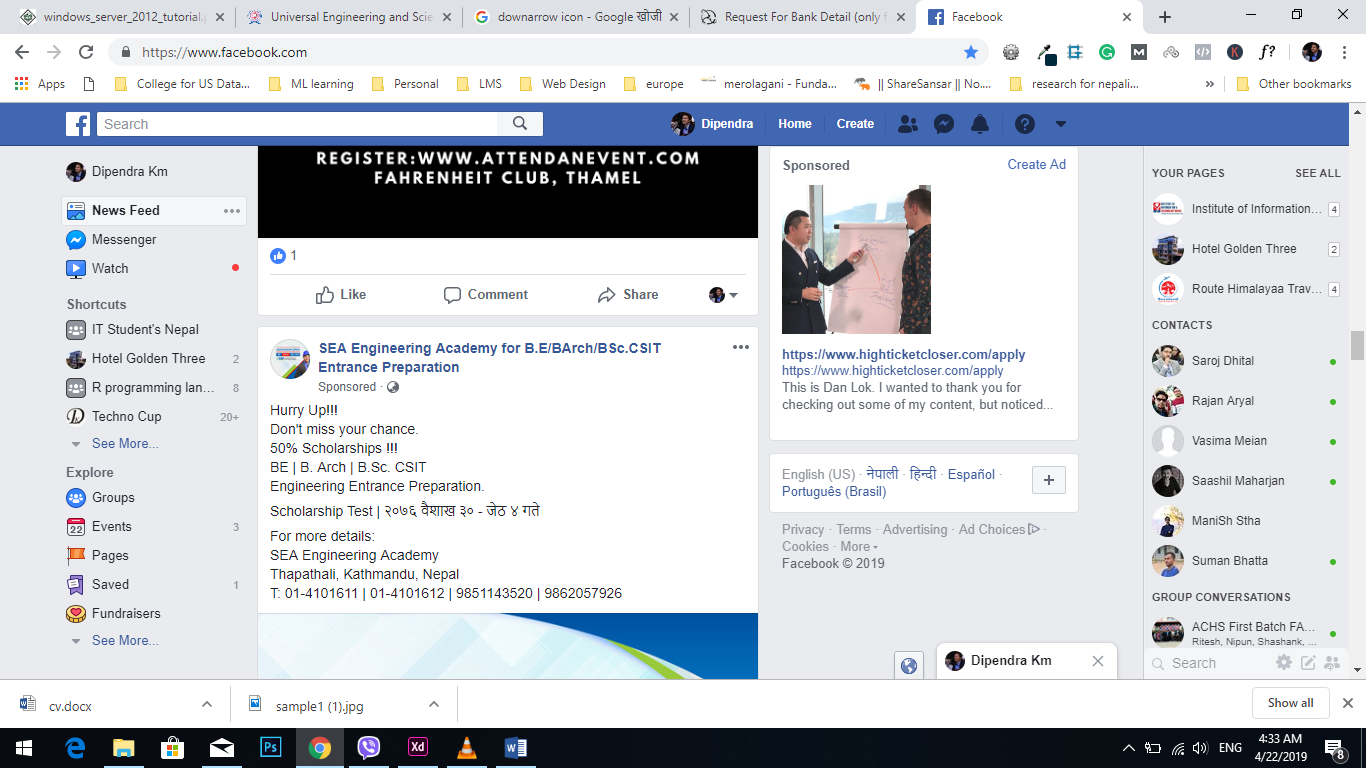 windows_server_2012_tutorial.
Universal Engineering and Scie
downarrow icon - Google खोजी
Request For Bank Detail (only f
Facebook
https://www.facebook.com
Apps
College for US Data...
ML learning
Personal
LMS
Web Design
europe
merolagani - Funda...
|| ShareSansar || No....
research for nepali...
»
Other bookmarks
Search
Dipendra
Home
Create
Dipendra Km
News Feed
Messenger
Watch
Shortcuts
IT Student's Nepal
Hotel Golden Three 2
R programming lan... 8
Techno Cup 20+
See More...
Explore
Groups
Events 3
Pages
Saved 1
Fundraisers
See More...
REGISTER:WWW.ATTENDANEVENT.COM
FAHRENHEIT CLUB, THAMEL
1
Like
Comment
Share
SEA Engineering Academy for B.E/BArch/BSc.CSIT
Entrance Preparation
Sponsored ·
Hurry Up!!!
Don't miss your chance.
50% Scholarships !!!
BE | B. Arch | B.Sc. CSIT
Engineering Entrance Preparation.
Scholarship Test | २०७६ वैशाख ३० - जेठ ४ गते
For more details:
SEA Engineering Academy
Thapathali, Kathmandu, Nepal
T: 01-4101611 | 01-4101612 | 9851143520 | 9862057926
Sponsored
Create Ad
https://www.highticketcloser.com/apply
https://www.highticketcloser.com/apply
This is Dan Lok. I wanted to thank you for
checking out some of my content, but noticed...
English (US) · नेपाली · हिन्दी · Español ·
Português (Brasil)
Privacy · Terms · Advertising · Ad Choices ·
Cookies · More
Facebook © 2019
YOUR PAGES
SEE ALL
Institute of Information... 4
Hotel Golden Three 2
Route Himalayaa Trav... 4
CONTACTS
Saroj Dhital
Rajan Aryal
Vasima Meian
Saashil Maharjan
ManiSh Stha
Suman Bhatta
GROUP CONVERSATIONS
ACHS First Batch FA...
Ritesh, Nipun, Shashank, ...
Search
Dipendra Km
cv.docx
sample1 (1).jpg
Show all
ENG
4:33 AM
4/22/2019
8